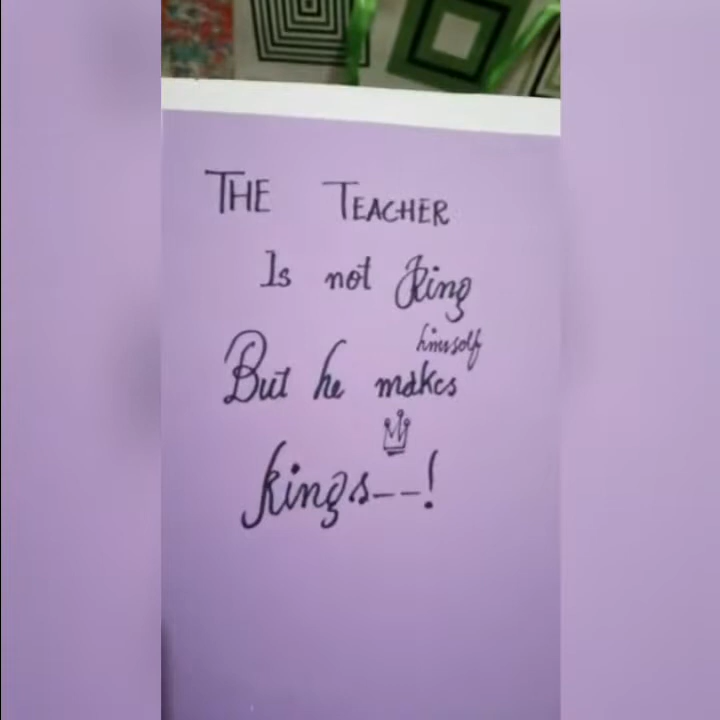 THE TEACHER
Is not King
himself
But he makes
kings--!